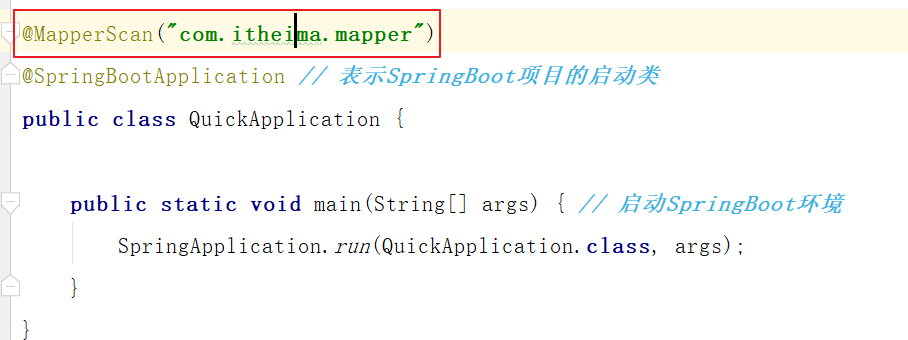 @MapperScan("com.itheima.mapper")
@SpringBootApplication // 表示SpringBoot项目的启动类
public class QuickApplication {
public static void main(String[] args) { // 启动SpringBoot环境
SpringApplication.run(QuickApplication.class, args);
}
}